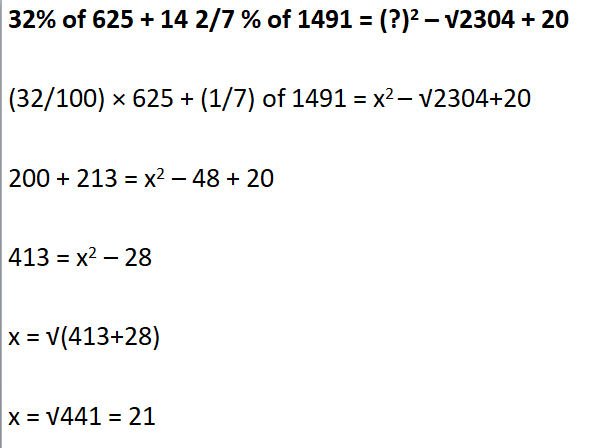 32% of 625 + 14 2/7 % of 1491 = (?)² – √2304 + 20
(32/100) × 625 + (1/7) of 1491 = x² – √2304+20
200 + 213 = x² – 48 + 20
413 = x² – 28
x = √(413+28)
x = √441 = 21